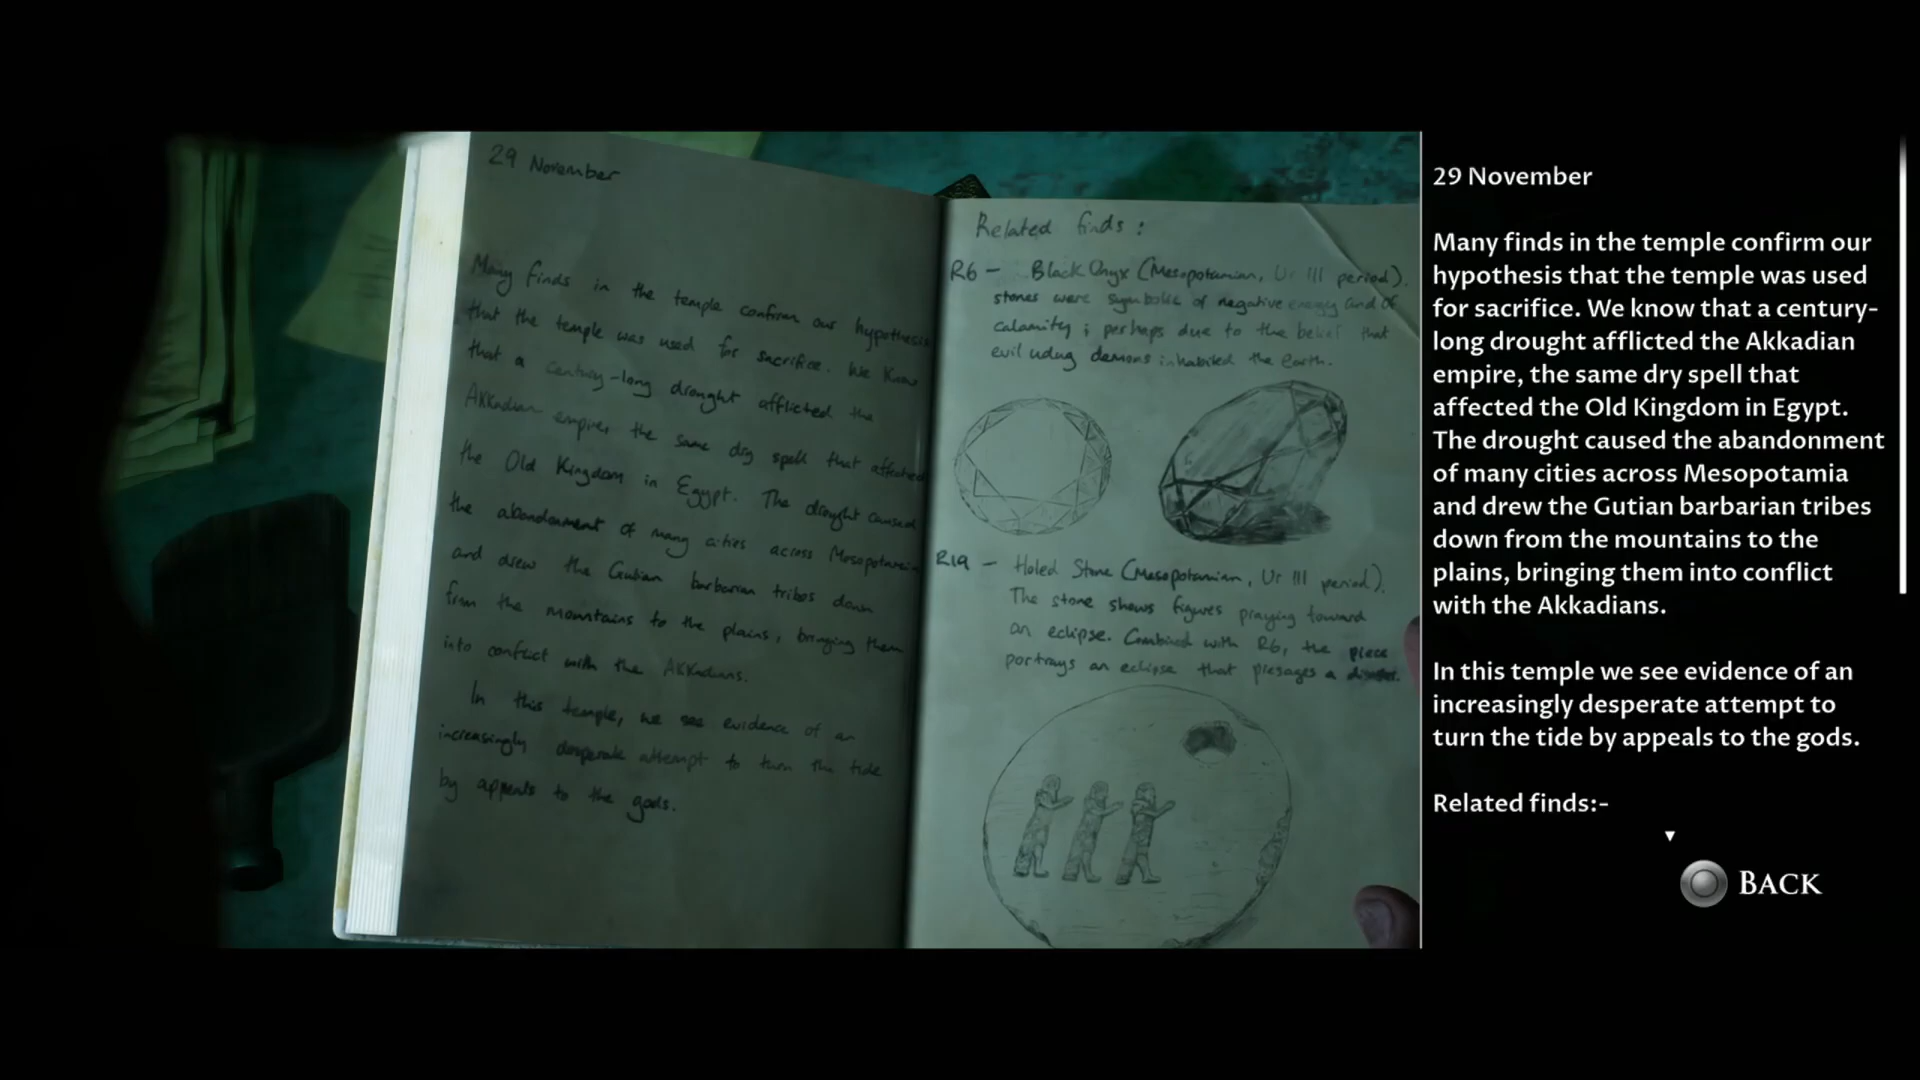 29 November
Many finds in the temple confirm our hypothesis
that the temple was used for sacrifice. We know
that a century-long drought afflicted the
Akkadian empire, the same dry spell that affected
the Old Kingdom in Egypt. The drought caused
the abandonment of many cities across Mesopotamia
and drew the Gutian barbarian tribes down
from the mountains to the plains, bringing them
into conflict with the Akkadians.
In this temple, we see evidence of an
increasingly desperate attempt to turn the tide
by appeals to the gods.
Related finds:
R6 - Black Onyx (Mesopotamian, Ur III period).
stones were symbolic of negative energy and of
calamity; perhaps due to the belief that
evil udug demons inhabited the Earth.
R19 - Holed Stone (Mesopotamian, Ur III period).
The stone shows figures praying toward
an eclipse. Combined with R6, the piece
portrays an eclipse that presages a disaster.
29 November
Many finds in the temple confirm our
hypothesis that the temple was used
for sacrifice. We know that a century-
long drought afflicted the Akkadian
empire, the same dry spell that
affected the Old Kingdom in Egypt.
The drought caused the abandonment
of many cities across Mesopotamia
and drew the Gutian barbarian tribes
down from the mountains to the
plains, bringing them into conflict
with the Akkadians.
In this temple we see evidence of an
increasingly desperate attempt to
turn the tide by appeals to the gods.
Related finds:-
BACK